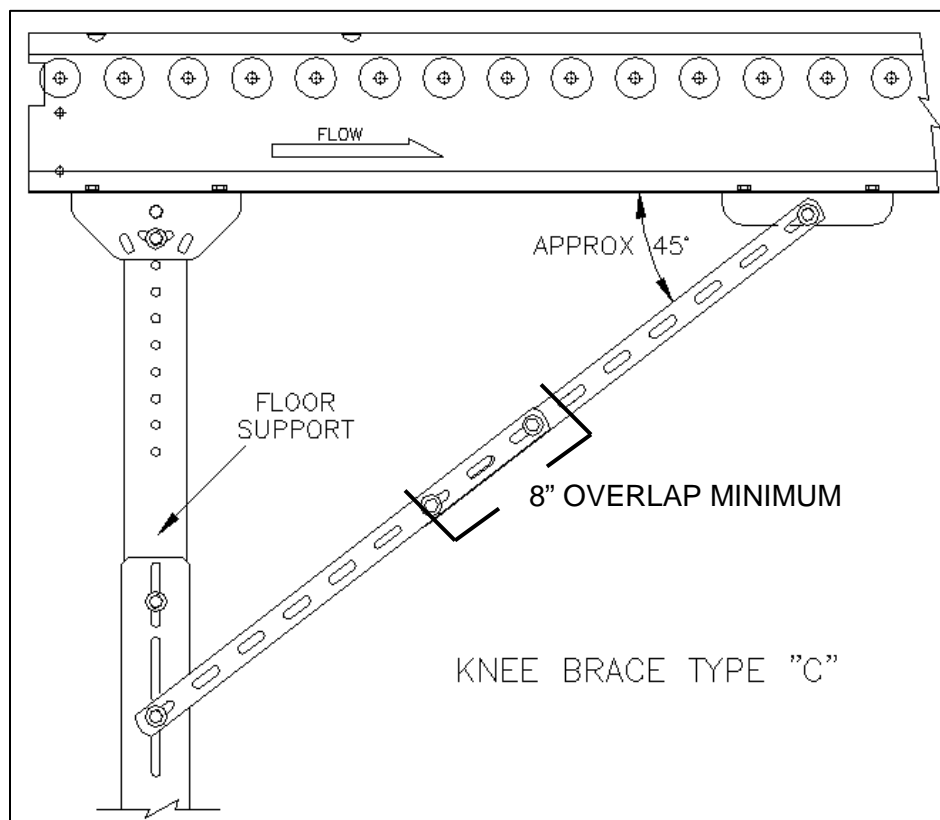 FLOW
APPROX 45°
FLOOR
SUPPORT
8” OVERLAP MINIMUM
KNEE BRACE TYPE ”C”